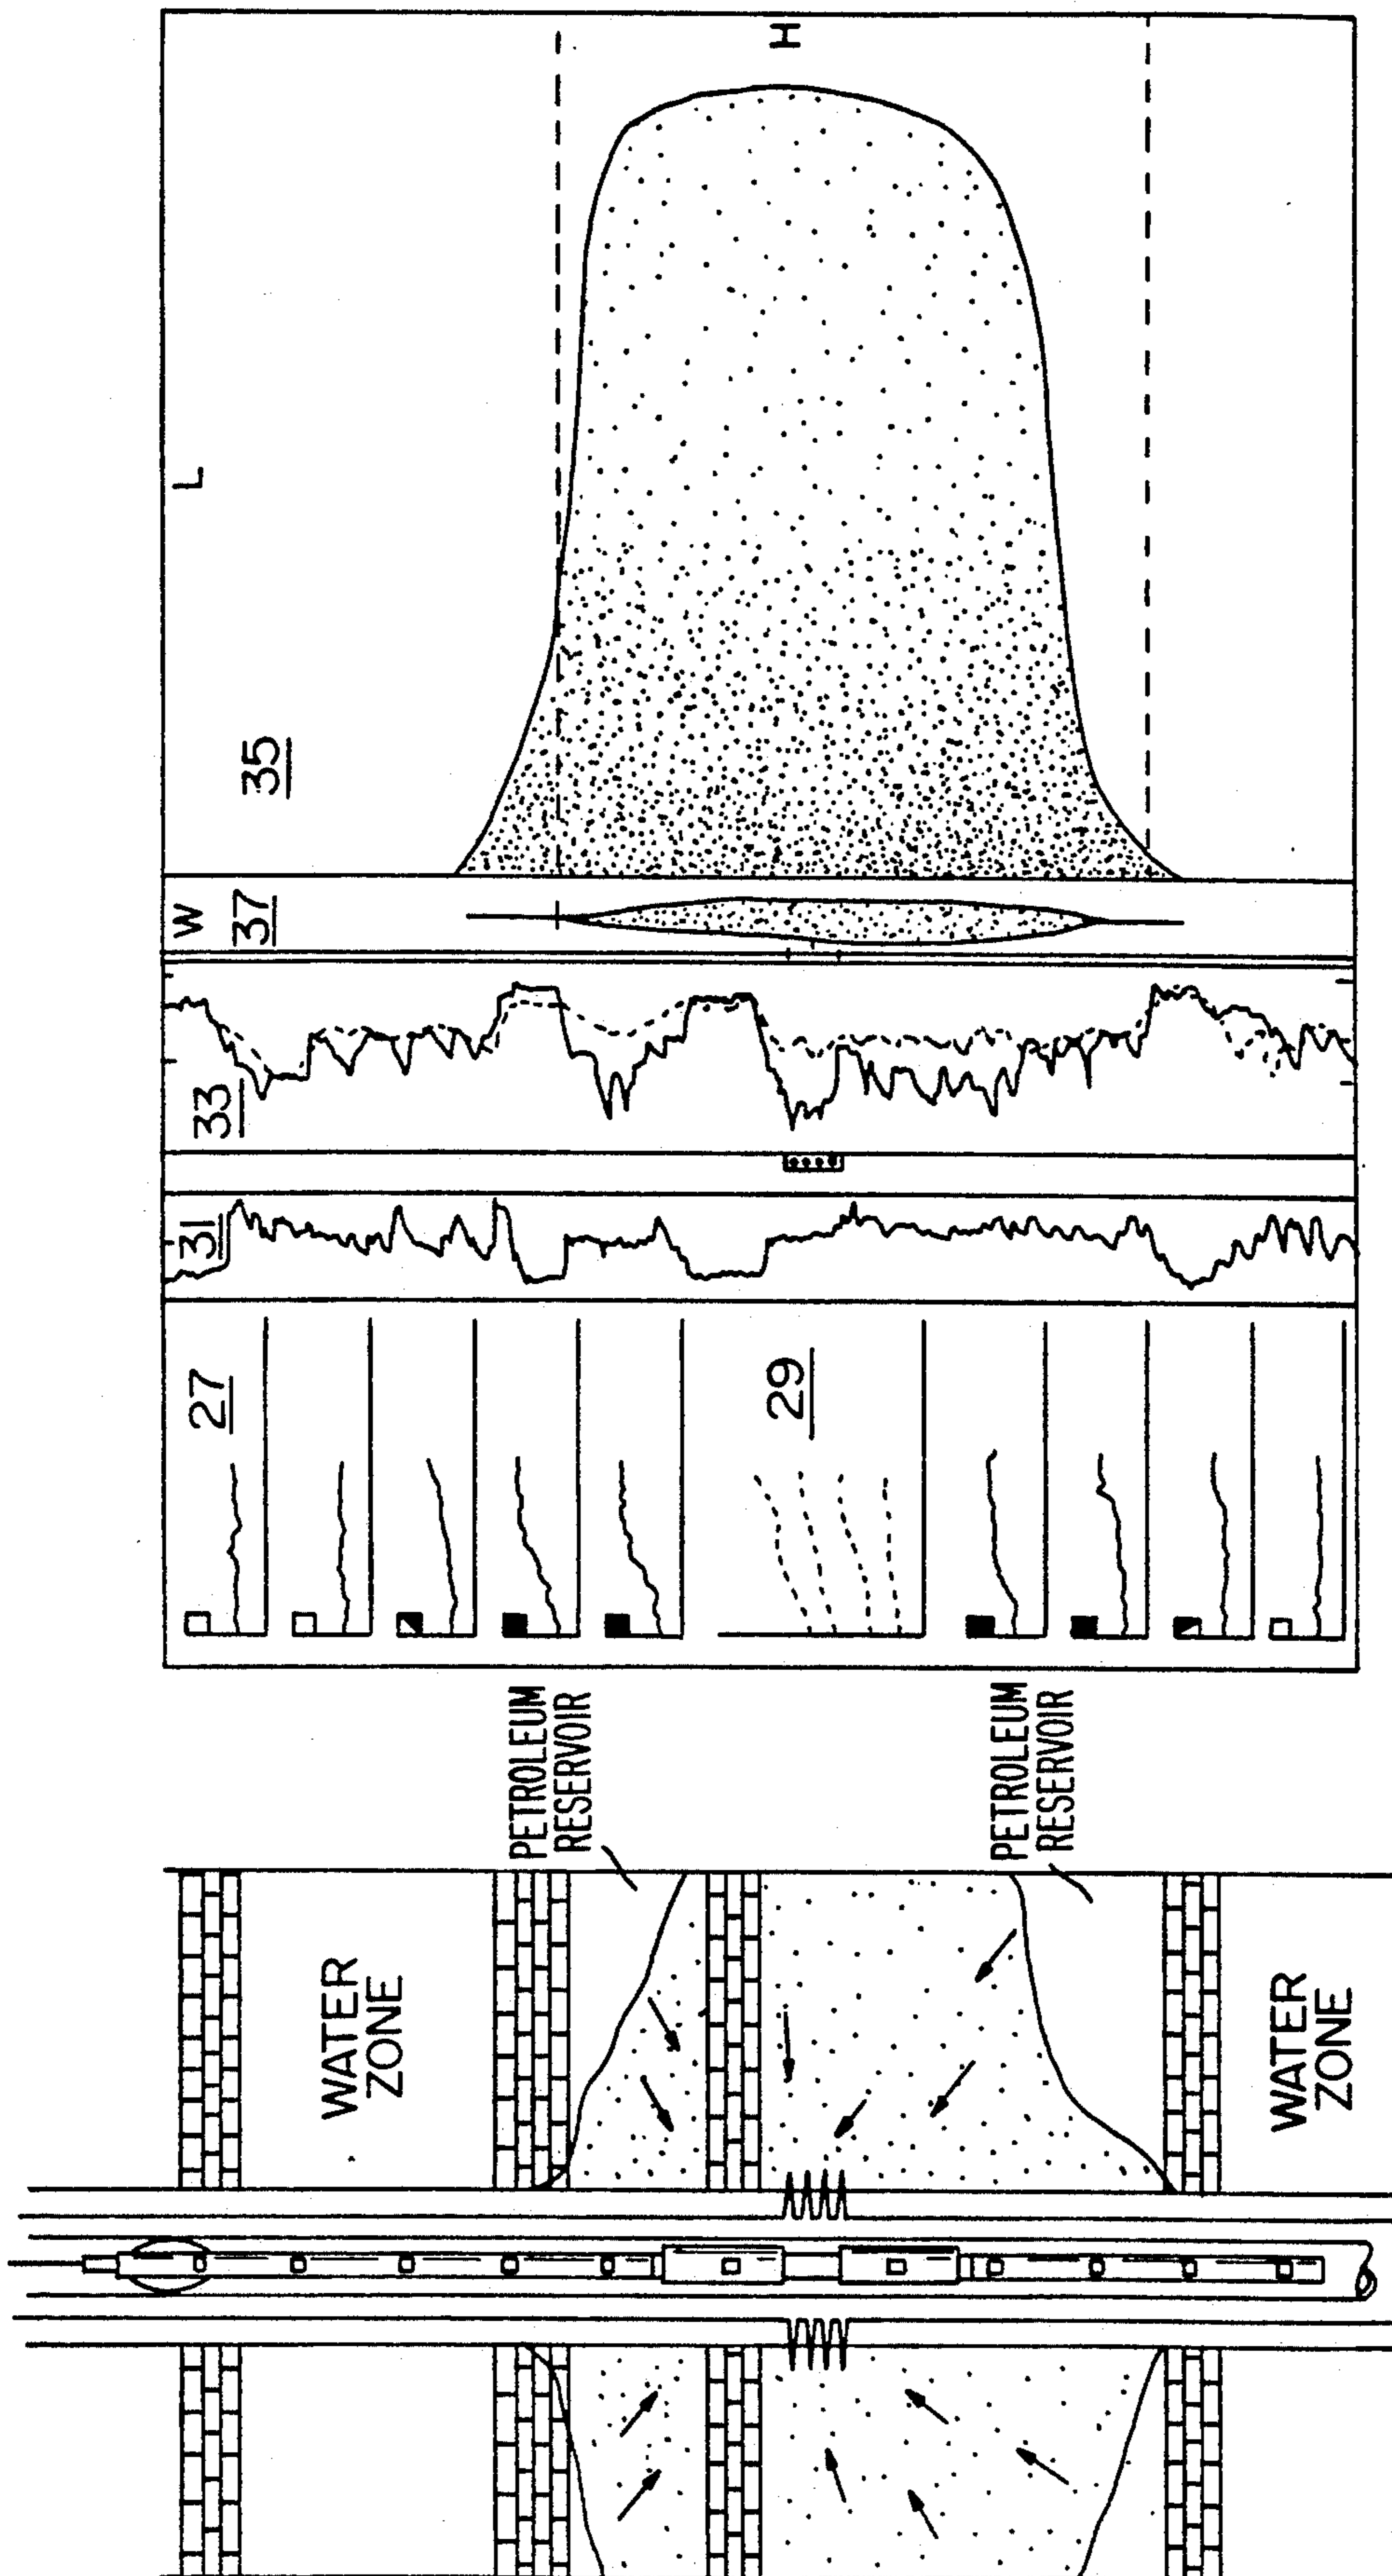 WATER
ZONE
PETROLEUM
RESERVOIR
PETROLEUM
RESERVOIR
WATER
ZONE
27
29
31
33
W
37
35
L
H